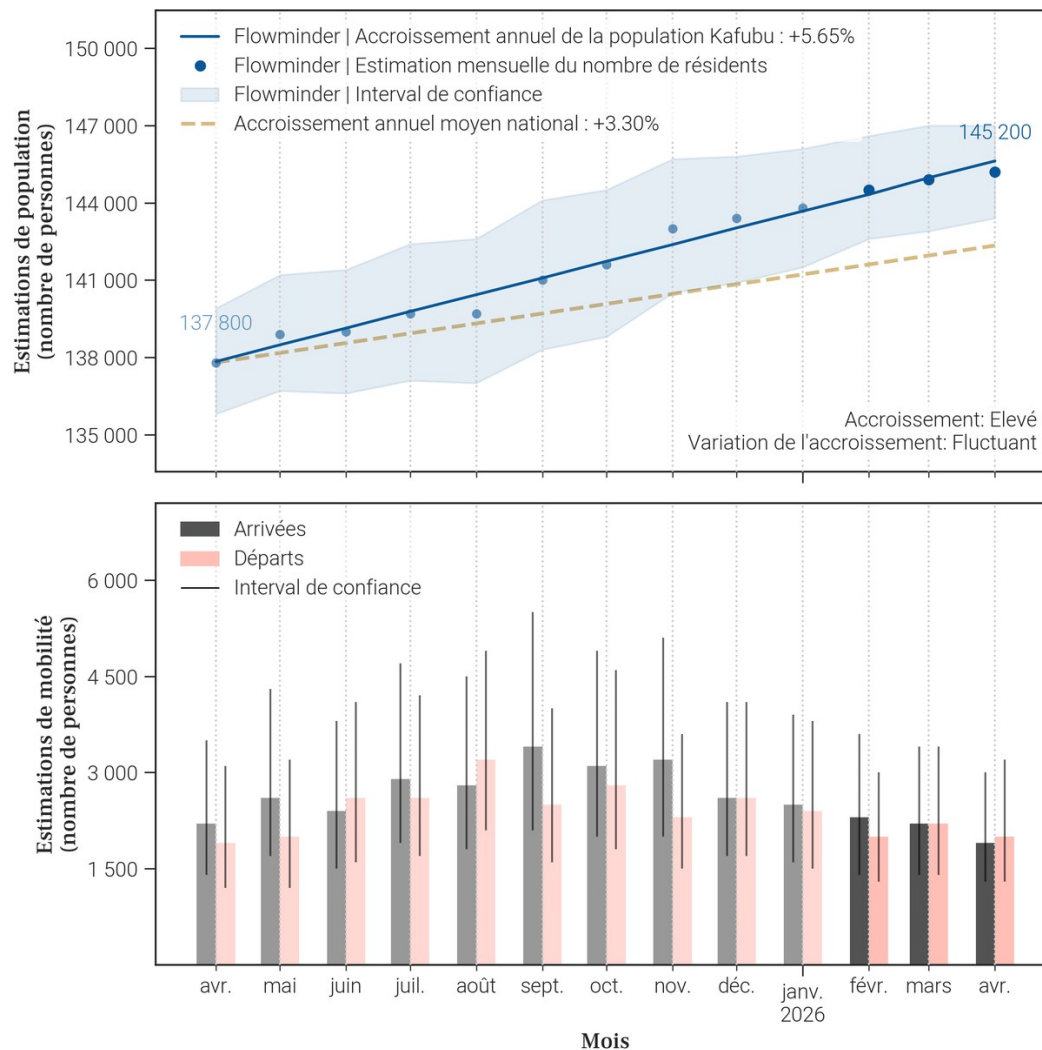 Estimations de population
(nombre de personnes)
150 000
147 000
144 000
141 000
138 000
135 000
Flowminder | Accroissement annuel de la population Kafubu : +5.65%
Flowminder | Estimation mensuelle du nombre de résidents
Flowminder | Interval de confiance
Accroissement annuel moyen national : +3.30%
145 200
137 800
Accroissement: Elevé
Variation de l'accroissement: Fluctuant
Estimations de mobilité
(nombre de personnes)
6 000
4 500
3 000
1 500
Arrivées
Départs
Interval de confiance
avr. mai juin juil. août sept. oct. nov. déc. janv. févr. mars avr.
2026
Mois